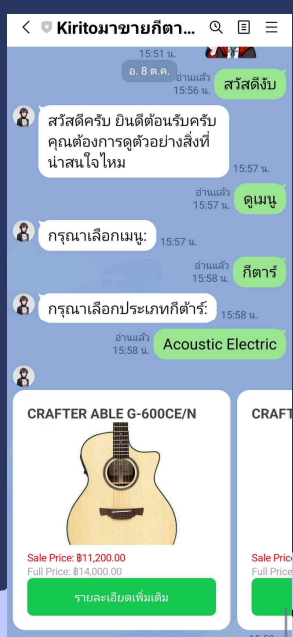 Kiritoมาขายกีตา...
15:51 น.
อ. 8 ต.ค.
อ่านแล้ว
15:56 น.
สวัสดีงับ
สวัสดีครับ ยินดีต้อนรับครับ
คุณต้องการดูตัวอย่างสิ่งที่
น่าสนใจไหม
15:57 น.
อ่านแล้ว
15:57 น.
ดูเมนู
กรุณาเลือกเมนู:
15:57 น.
อ่านแล้ว
15:58 น.
กีตาร์
กรุณาเลือกประเภทกีต้าร์:
15:58 น.
อ่านแล้ว
15:58 น.
Acoustic Electric
CRAFTER ABLE G-600CE/N
CRAFT
Sale Price: ฿11,200.00
Sale Pric
Full Price: ฿14,000.00
Full Price
รายละเอียดเพิ่มเติม